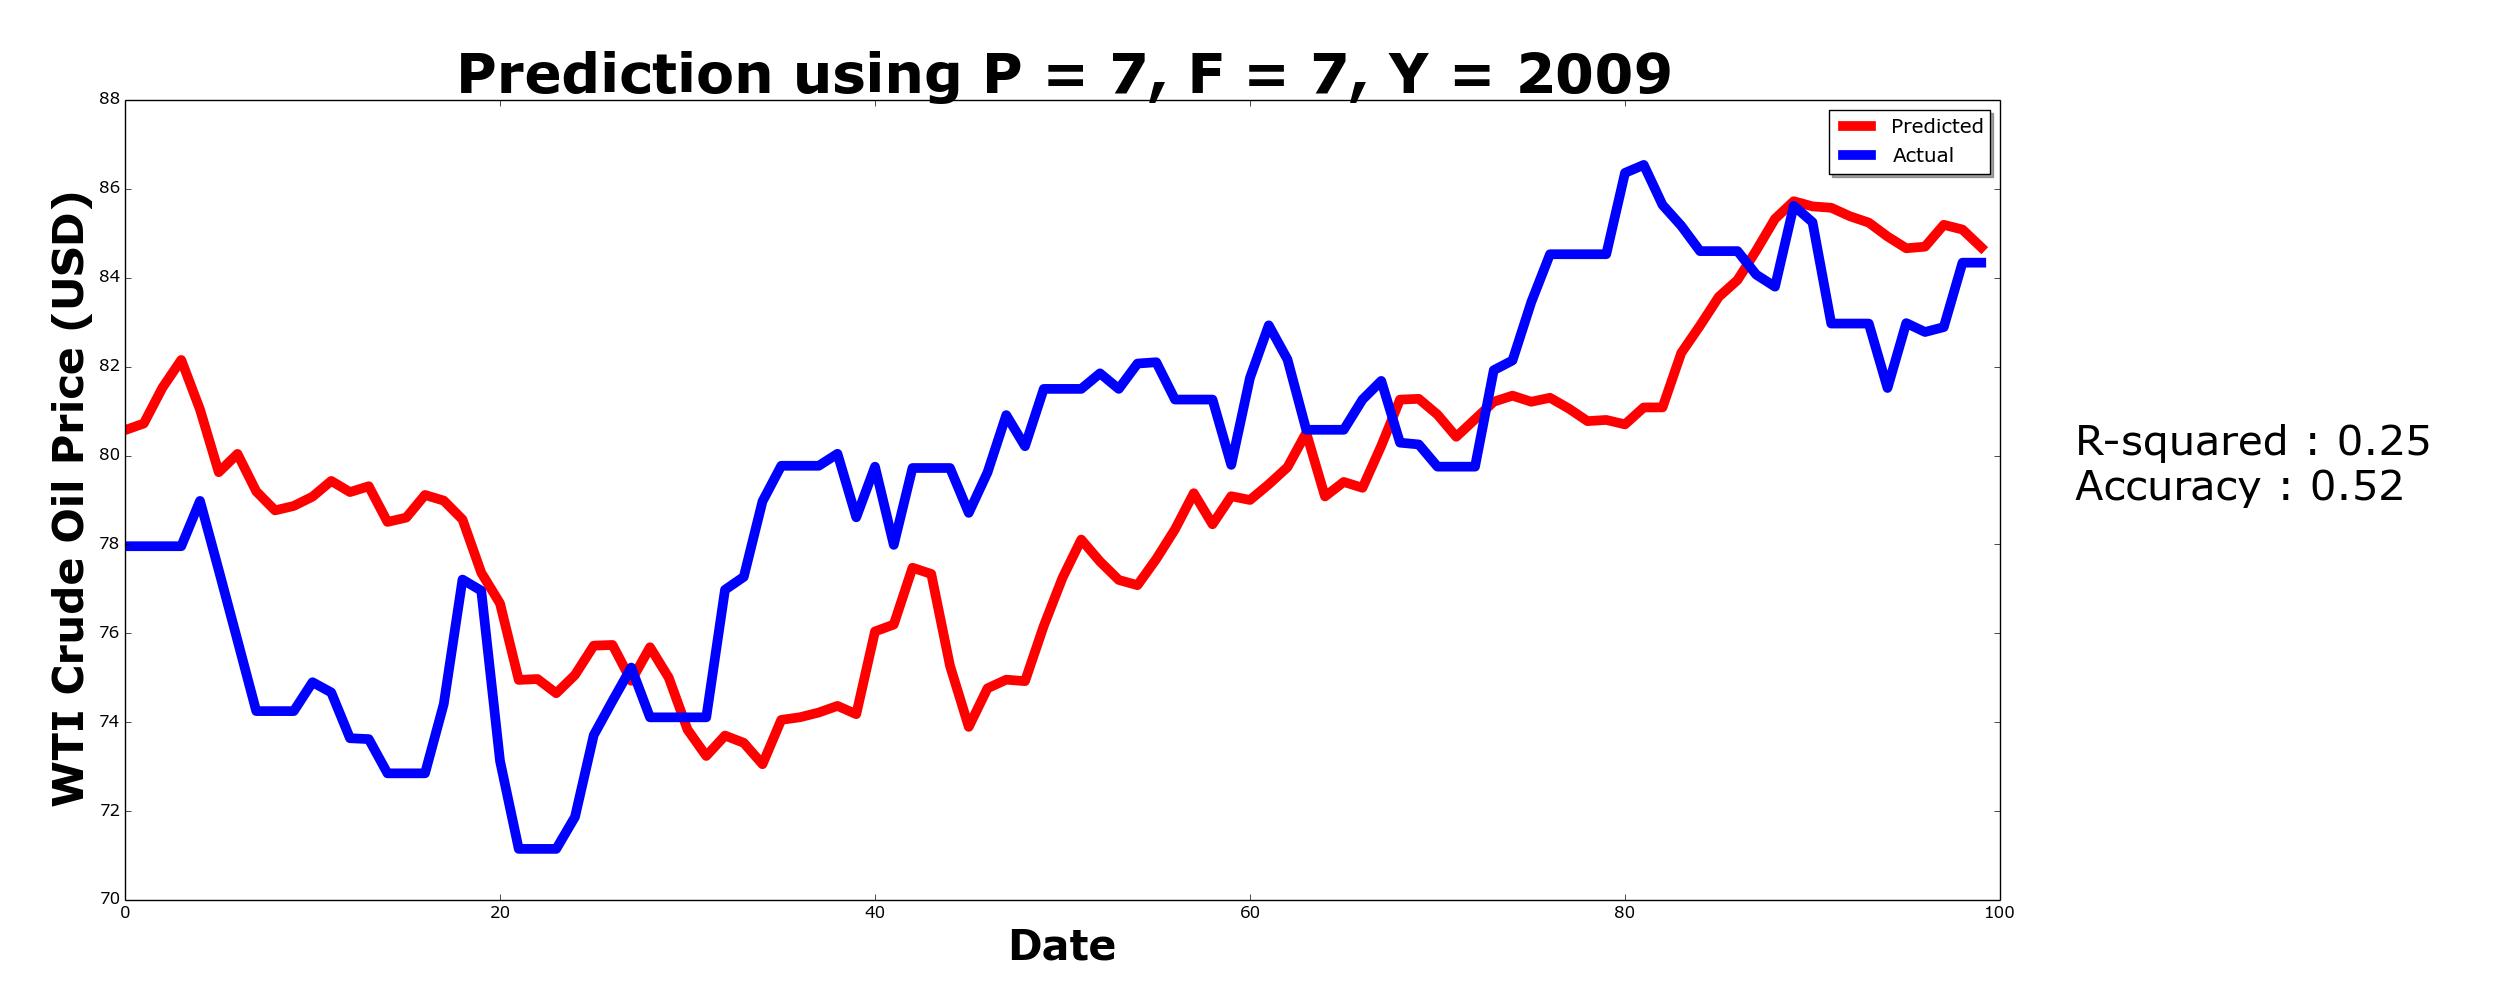 Prediction using P = 7, F = 7, Y = 2009
88
86
84
82
80
78
76
74
72
70
WTI Crude Oil Price (USD)
Predicted
Actual
R-squared : 0.25
Accuracy : 0.52
0 20 40 60 80 100
Date